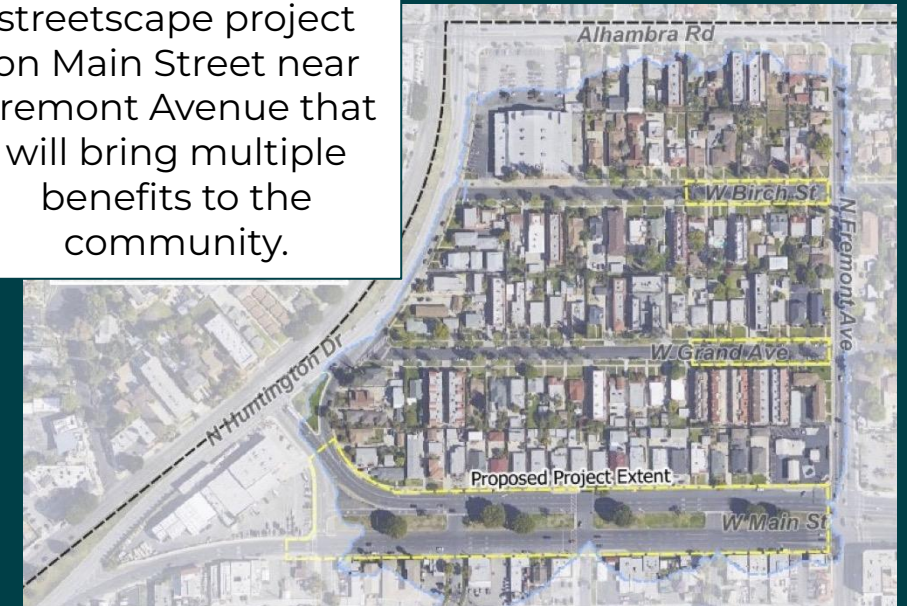 streetscape project
on Main Street near
remont Avenue that
will bring multiple
benefits to the
community.
Alhambra Rd
W Birch St
N Fremont Ave
W Grand Ave
N Huntington Dr
Proposed Project Extent
W Main St